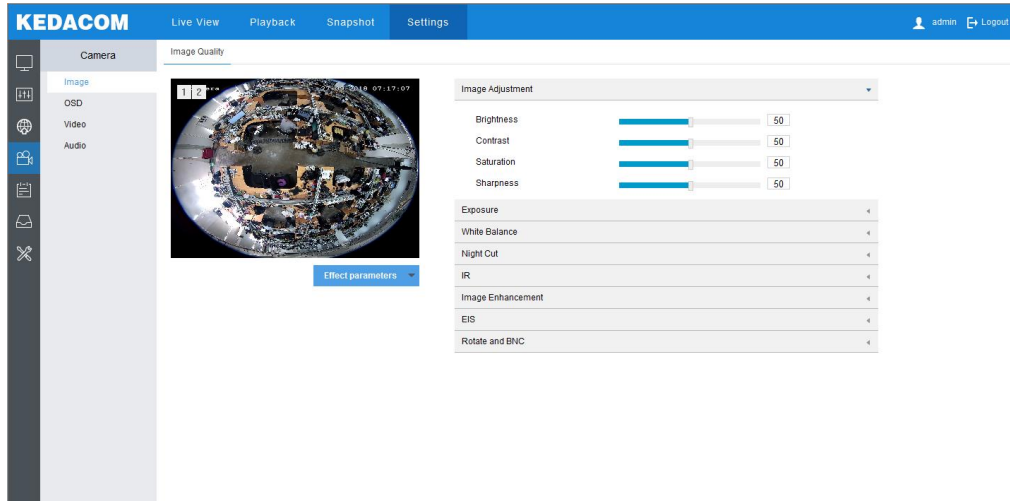 KEDACOM
Live View
Playback
Snapshot
Settings
admin
Logout
Camera
Image
OSD
Video
Audio
Image Quality
1 2 07:17:07
Effect parameters
Image Adjustment
Brightness 50
Contrast 50
Saturation 50
Sharpness 50
Exposure
White Balance
Night Cut
IR
Image Enhancement
EIS
Rotate and BNC